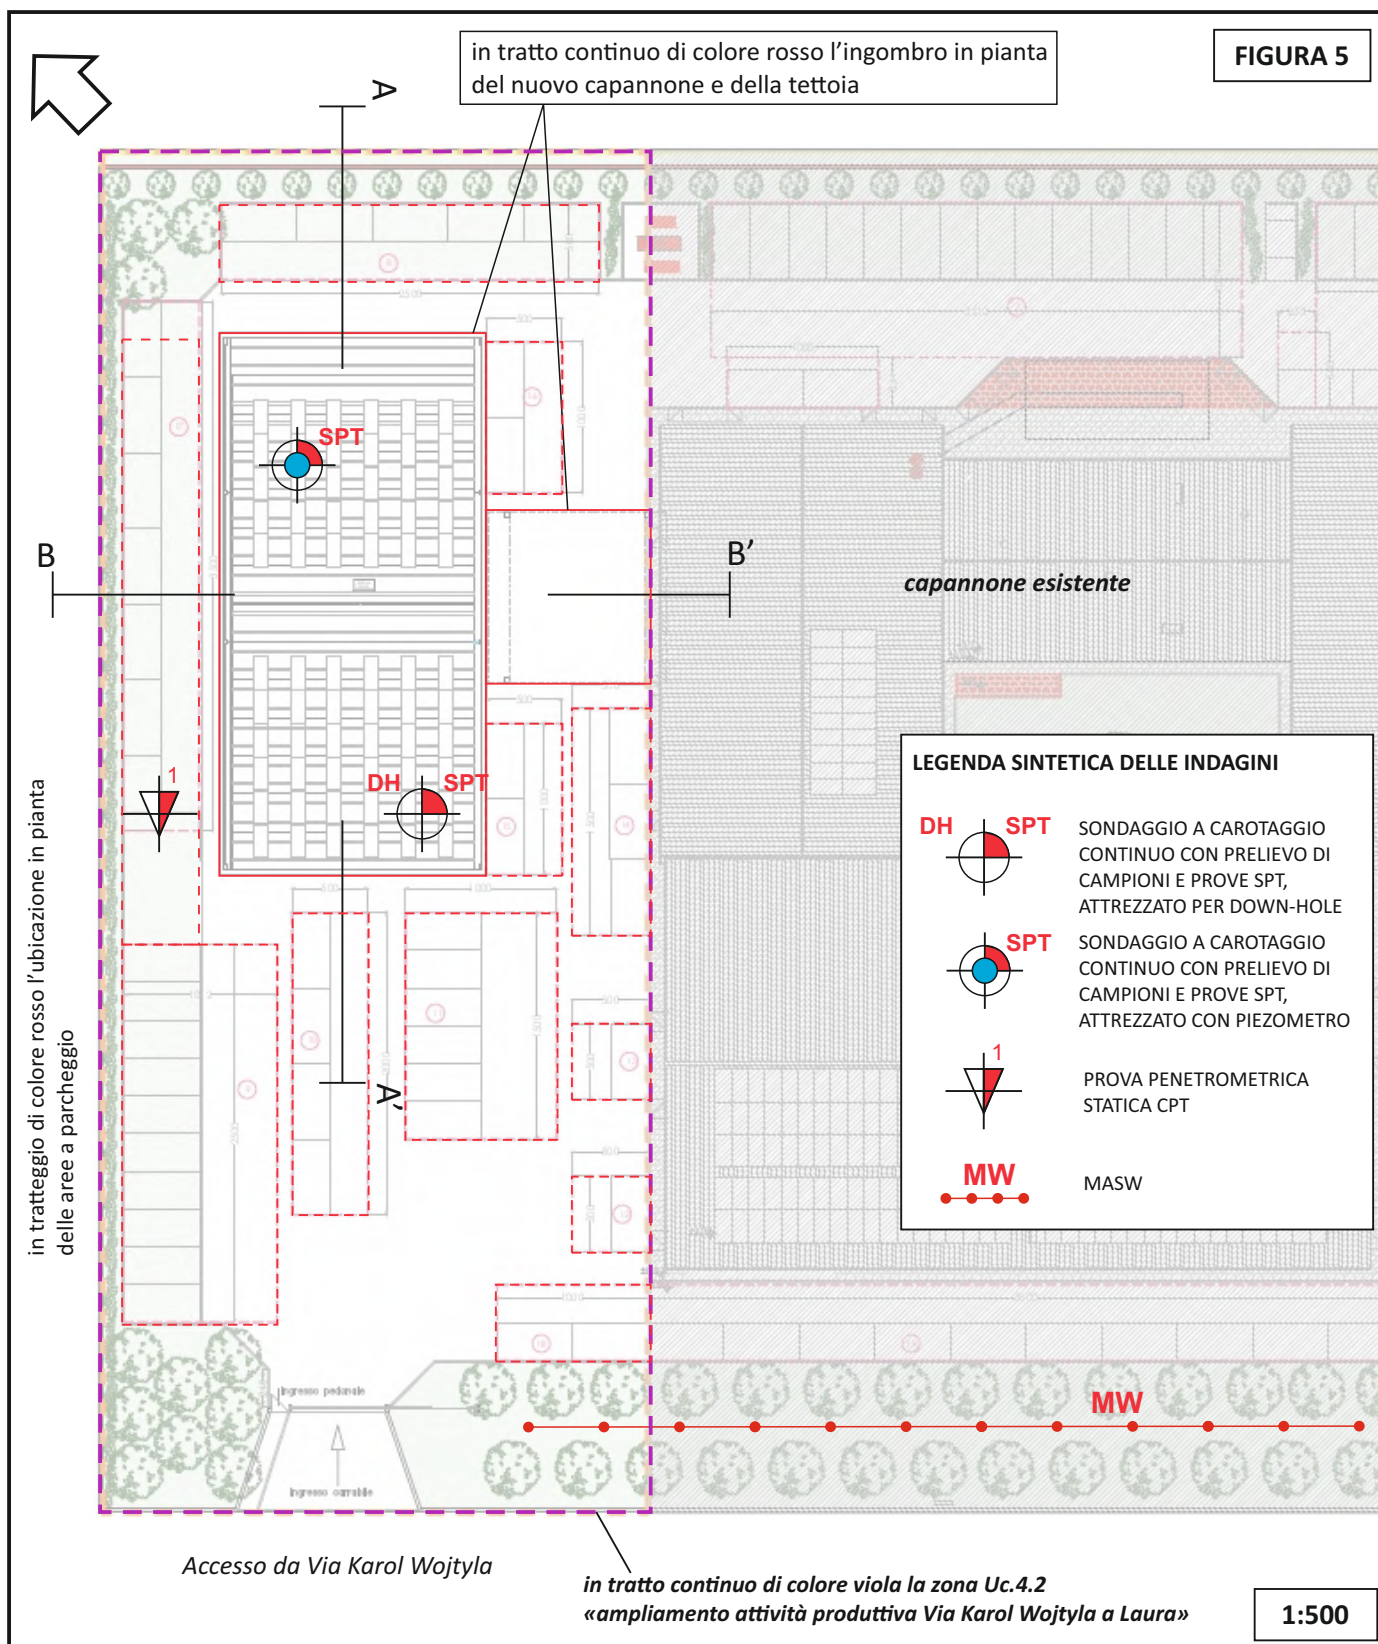 FIGURA 5
in tratto continuo di colore rosso l'ingombro in pianta
del nuovo capannone e della tettoia
A
SPT
B
B'
capannone esistente
1
DH SPT
A'
in tratteggio di colore rosso l'ubicazione in pianta
delle aree a parcheggio
LEGENDA SINTETICA DELLE INDAGINI
DH SPT
SONDAGGIO A CAROTAGGIO
CONTINUO CON PRELIEVO DI
CAMPIONI E PROVE SPT,
ATTREZZATO PER DOWN-HOLE
SPT
SONDAGGIO A CAROTAGGIO
CONTINUO CON PRELIEVO DI
CAMPIONI E PROVE SPT,
ATTREZZATO CON PIEZOMETRO
1
PROVA PENETROMETRICA
STATICA CPT
MW
MASW
Ingresso pedonale
MW
Ingresso carrabile
Accesso da Via Karol Wojtyla
in tratto continuo di colore viola la zona Uc.4.2
«ampliamento attività produttiva Via Karol Wojtyla a Laura»
1:500